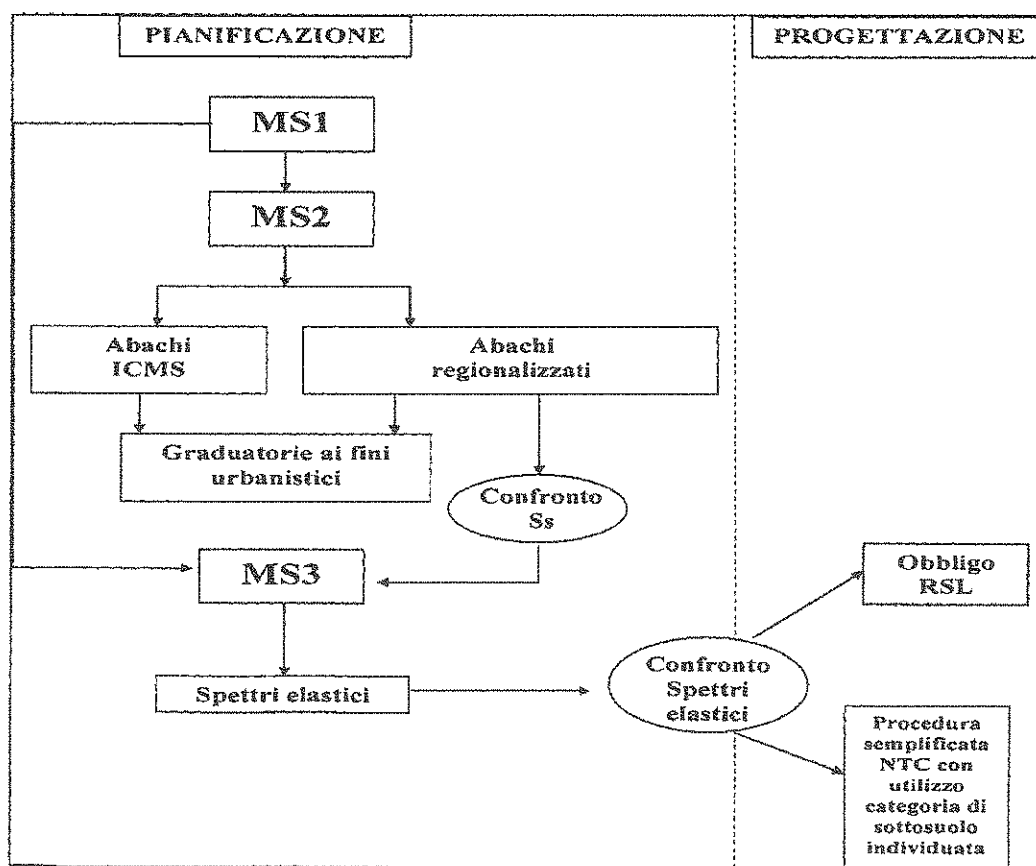 PIANIFICAZIONE
PROGETTAZIONE
MS1
MS2
Abachi
ICMS
Abachi
regionalizzati
Graduatorie ai fini
urbanistici
Confronto
Ss
MS3
Obbligo
RSL
Spettri elastici
Confronto
Spettri
elastici
Procedura
semplificata
NTC con
utilizzo
categoria di
sottosuolo
individuata